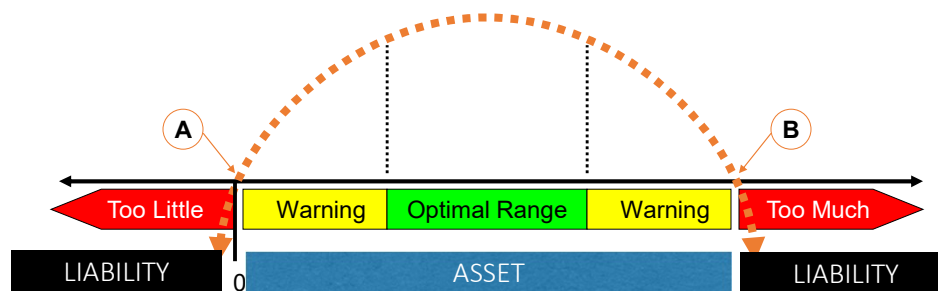 A
B
Too Little
Warning
Optimal Range
Warning
Too Much
LIABILITY
0
ASSET
LIABILITY